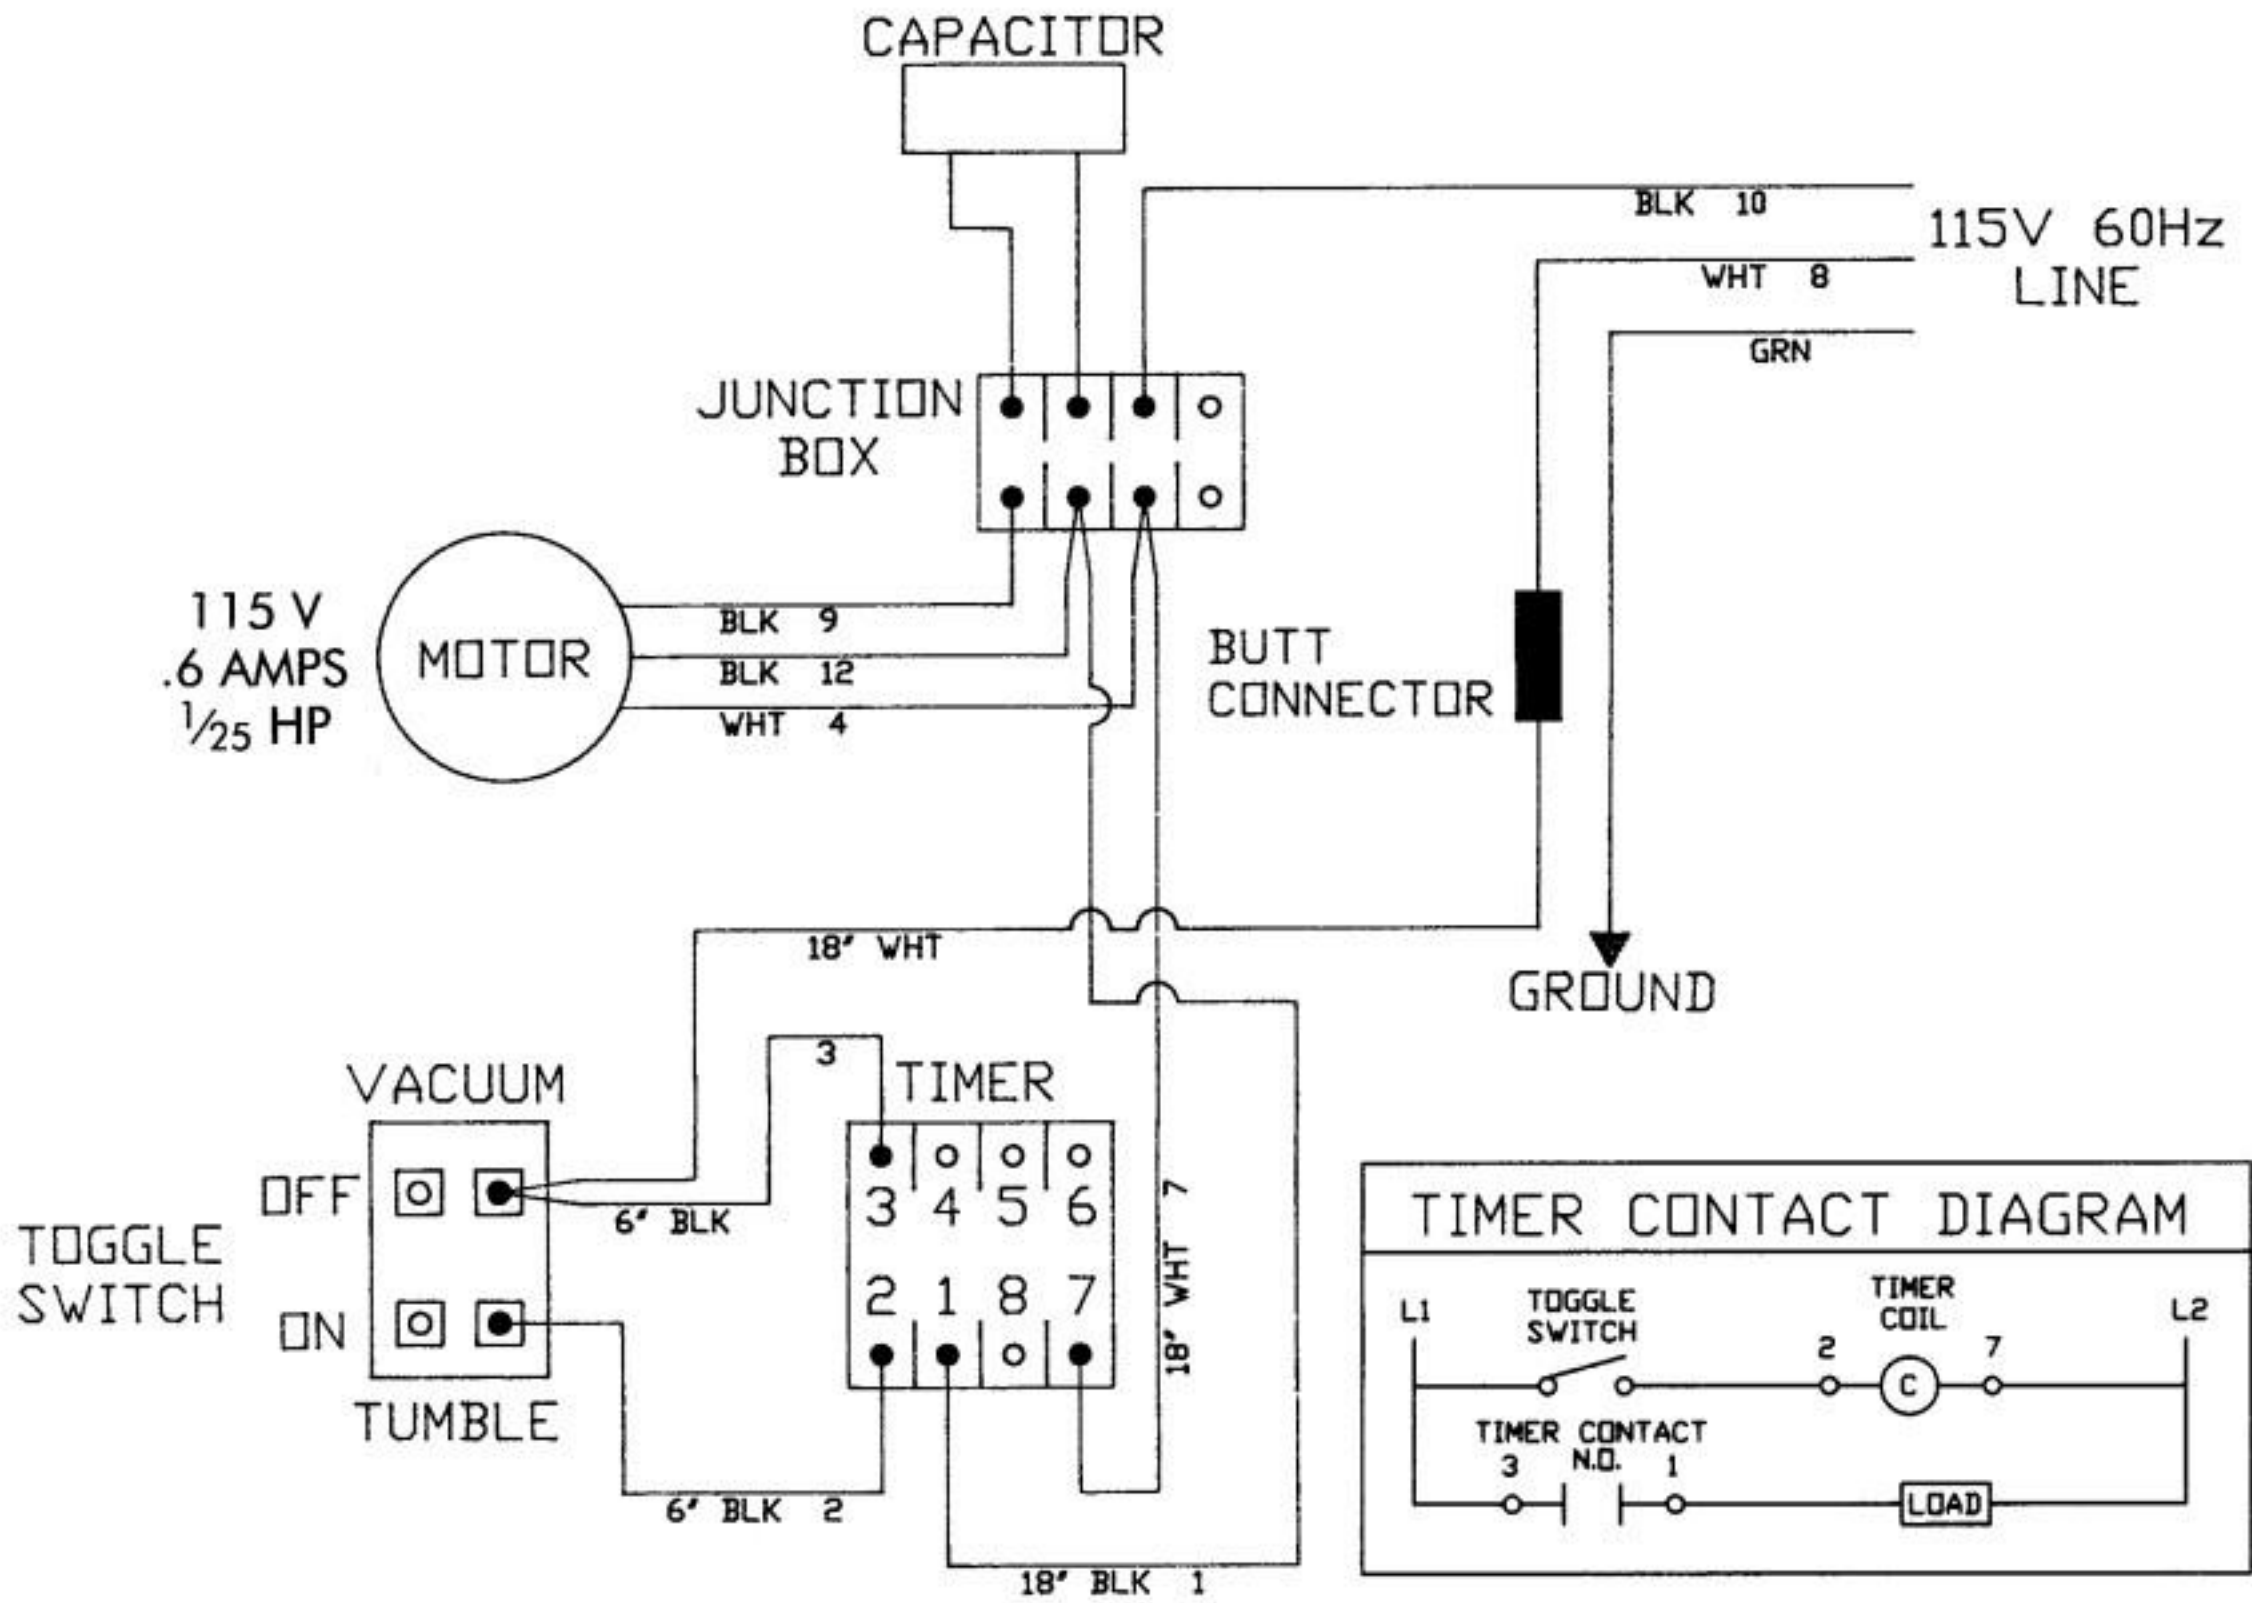 CAPACITOR
BLK 10
115V 60Hz
LINE
WHT 8
GRN
JUNCTION
BOX
115 V
.6 AMPS
1/25 HP
MOTOR
BLK 9
BLK 12
WHT 4
BUTT
CONNECTOR
18" WHT
GROUND
3
VACUUM
TIMER
OFF
6" BLK
TOGGLE
SWITCH
ON
TUMBLE
3 4 5 6
2 1 8 7
18" WHT 7
6" BLK 2
18" BLK 1
TIMER CONTACT DIAGRAM
L1
TOGGLE
SWITCH
TIMER
COIL
L2
2
C
7
TIMER CONTACT
N.O.
3
1
LOAD